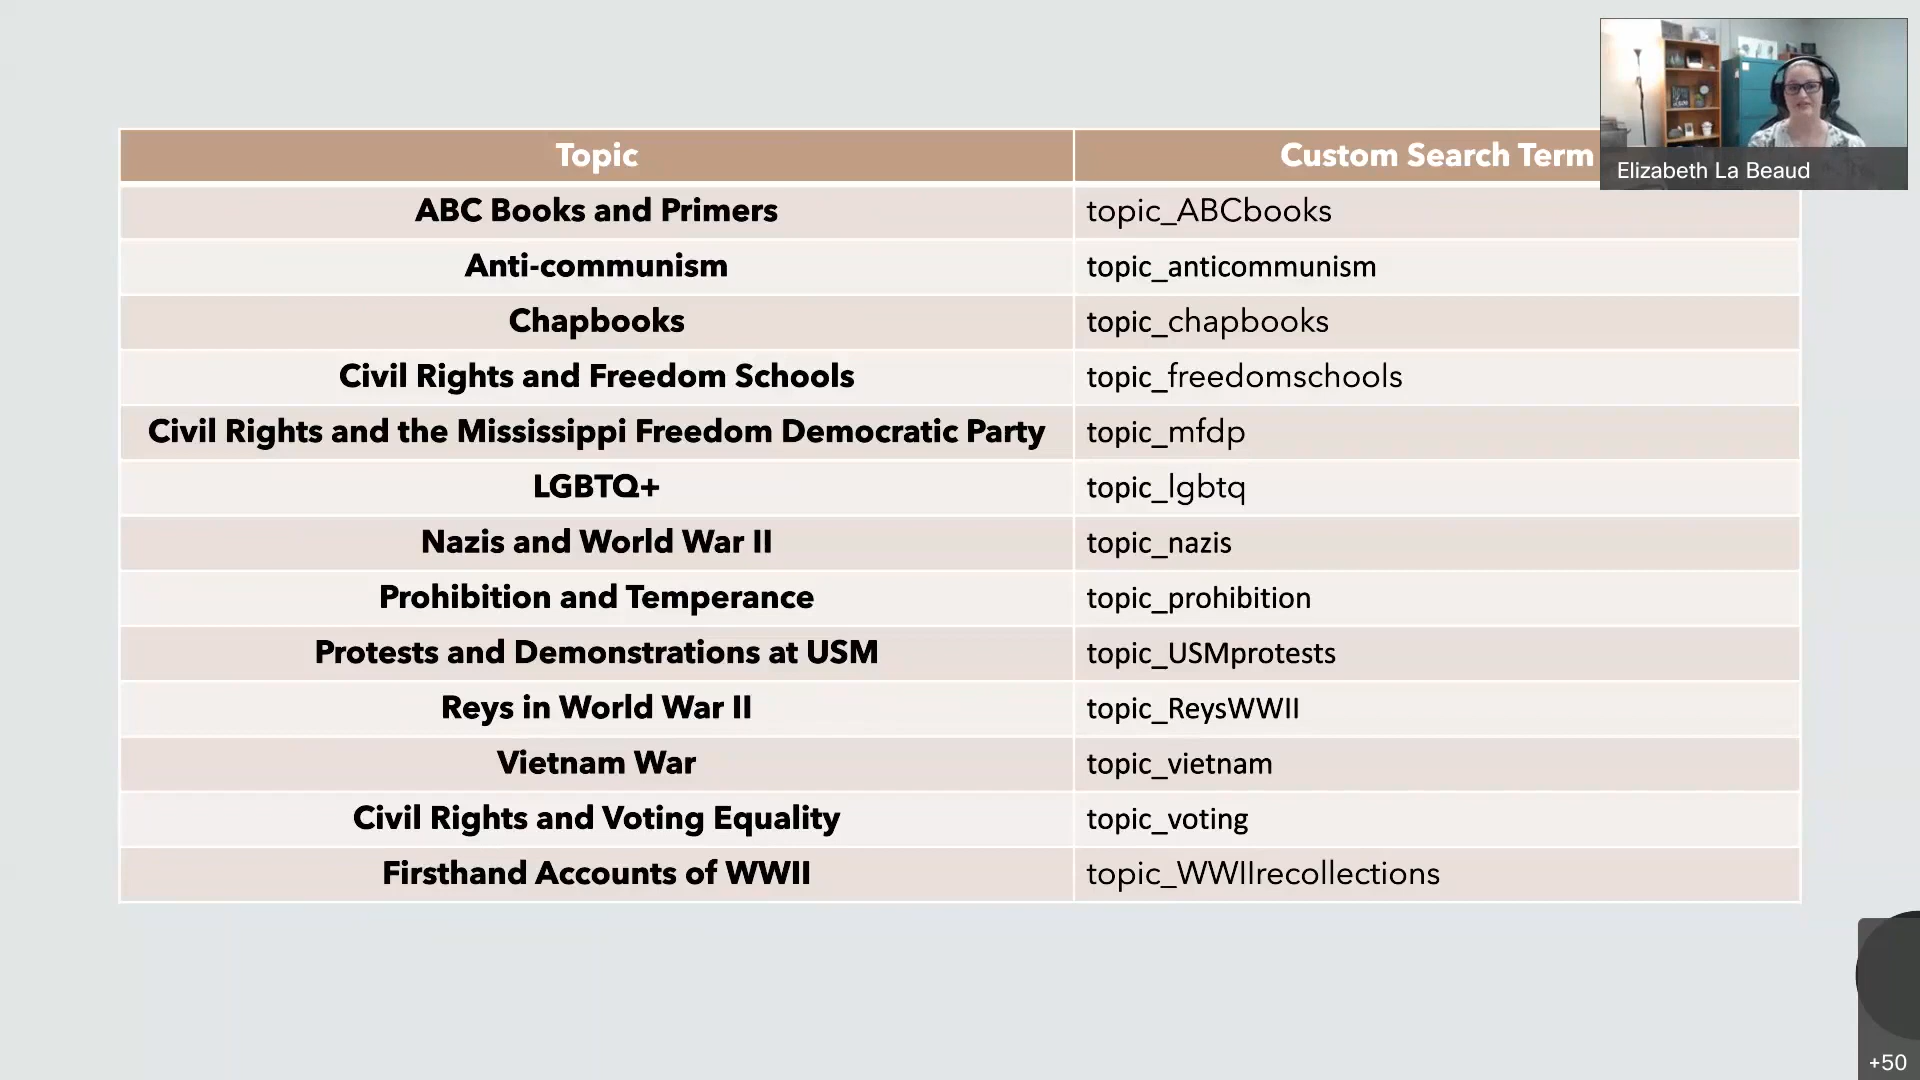 Topic
Custom Search Term
Elizabeth La Beaud
ABC Books and Primers
topic_ABCbooks
Anti-communism
topic_anticommunism
Chapbooks
topic_chapbooks
Civil Rights and Freedom Schools
topic_freedomschools
Civil Rights and the Mississippi Freedom Democratic Party
topic_mfdp
LGBTQ+
topic_lgbtq
Nazis and World War II
topic_nazis
Prohibition and Temperance
topic_prohibition
Protests and Demonstrations at USM
topic_USMprotests
Reys in World War II
topic_ReysWWII
Vietnam War
topic_vietnam
Civil Rights and Voting Equality
topic_voting
Firsthand Accounts of WWII
topic_WWIIrecollections
+50